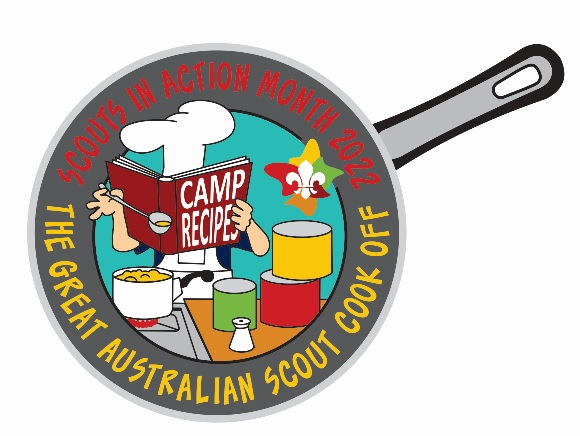 SCOUTS IN ACTION MONTH 2022
CAMP
RECIPES
THE GREAT AUSTRALIAN SCOUT COOK OFF